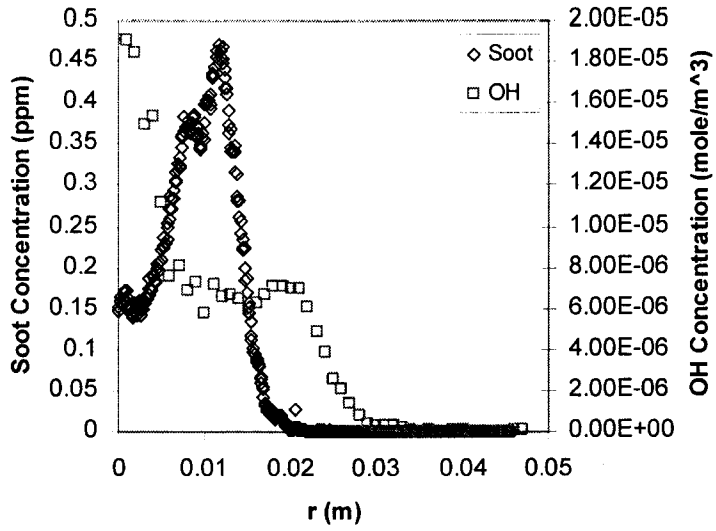 Soot Concentration (ppm)
0.5
0.45
0.4
0.35
0.3
0.25
0.2
0.15
0.1
0.05
0
Soot
OH
2.00E-05
1.80E-05
1.60E-05
1.40E-05
1.20E-05
1.00E-05
8.00E-06
6.00E-06
4.00E-06
2.00E-06
0.00E+00
OH Concentration (mole/m^3)
0 0.01 0.02 0.03 0.04 0.05
r (m)